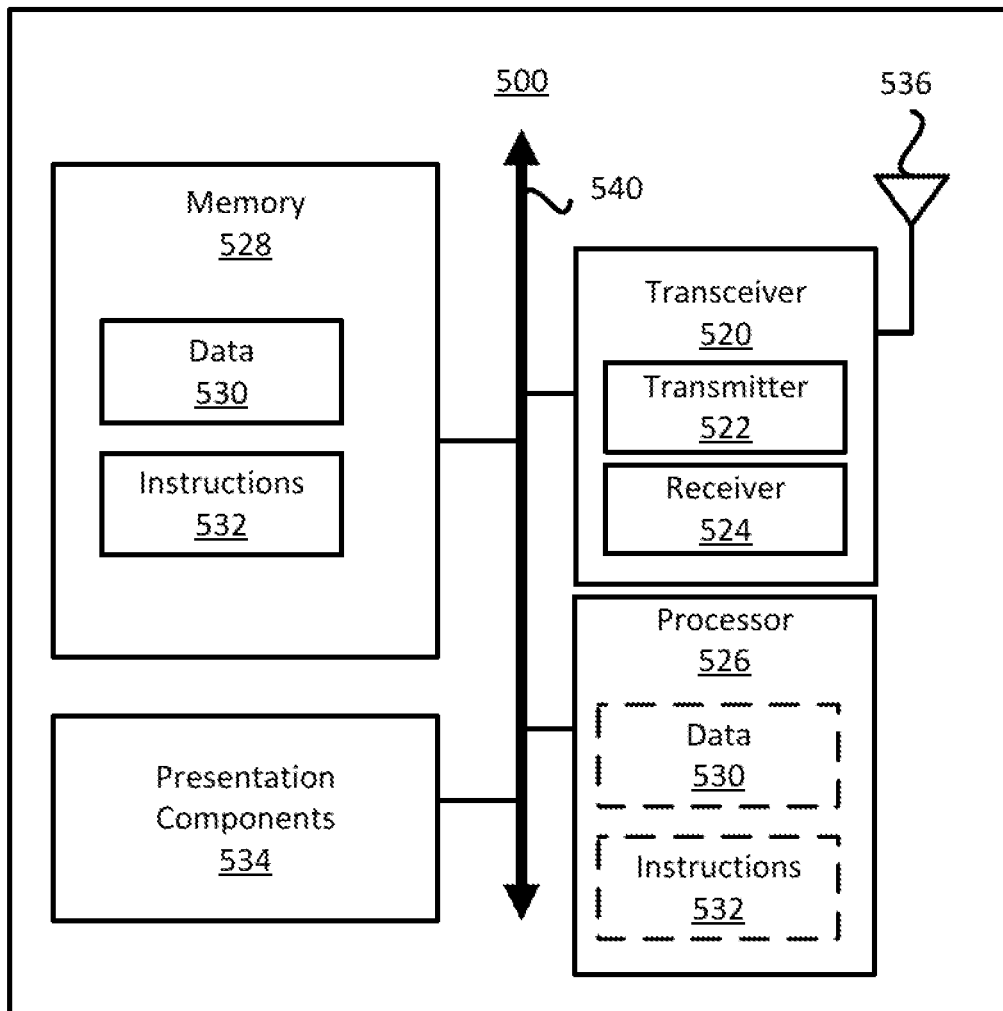 500
536
540
Memory
528
Data
530
Instructions
532
Transceiver
520
Transmitter
522
Receiver
524
Processor
526
Data
530
Instructions
532
Presentation
Components
534